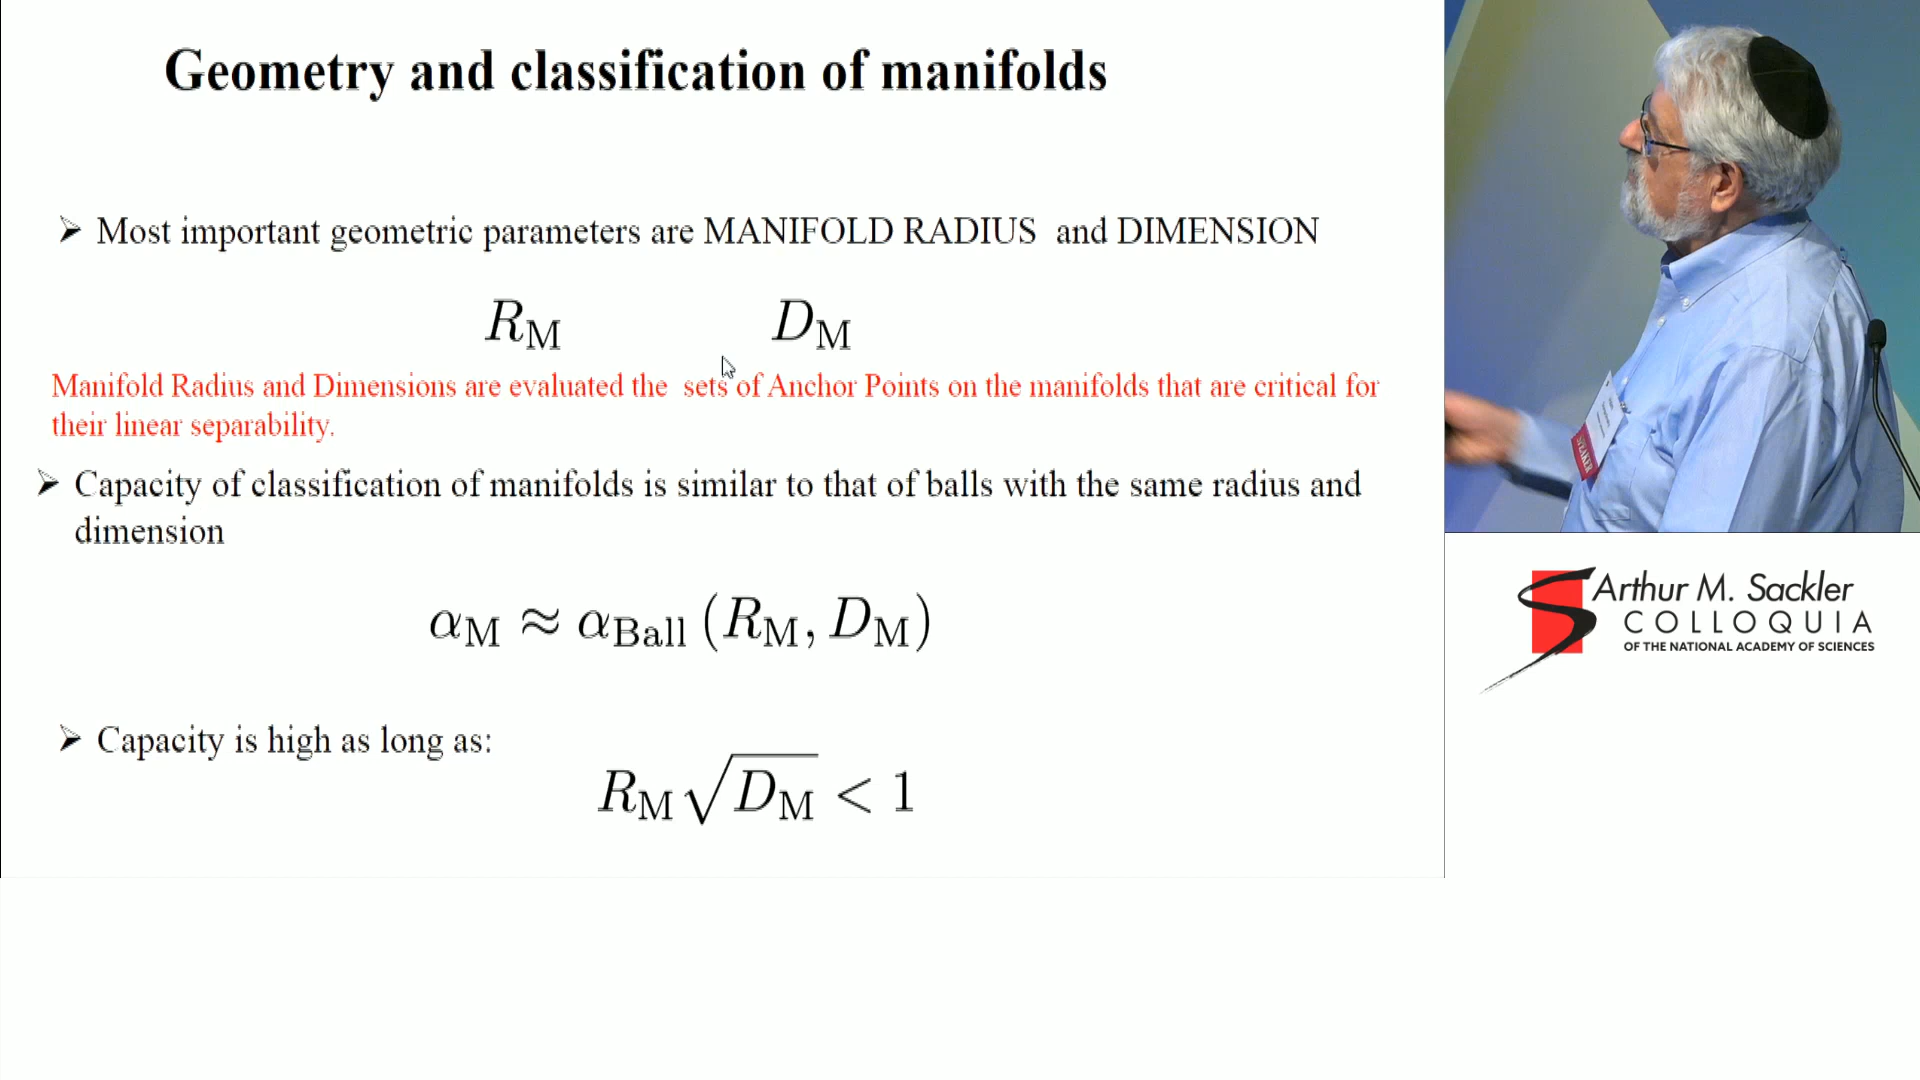 Geometry and classification of manifolds
➢ Most important geometric parameters are MANIFOLD RADIUS and DIMENSION
R_M D_M
Manifold Radius and Dimensions are evaluated the sets of Anchor Points on the manifolds that are critical for
their linear separability.
➢ Capacity of classification of manifolds is similar to that of balls with the same radius and
dimension
α_M ≈ α_Ball (R_M, D_M)
➢ Capacity is high as long as:
R_M √D_M < 1
SPEAKER
Arthur M. Sackler
COLLOQUIA
OF THE NATIONAL ACADEMY OF SCIENCES